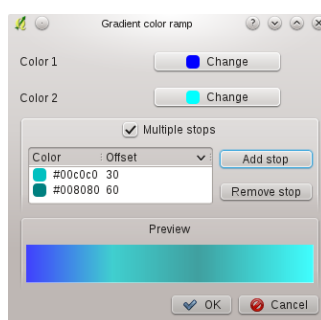 Gradient color ramp
Color 1 Change
Color 2 Change
Multiple stops
Color Offset
#00c0c0 30
#008080 60
Add stop
Remove stop
Preview
OK Cancel